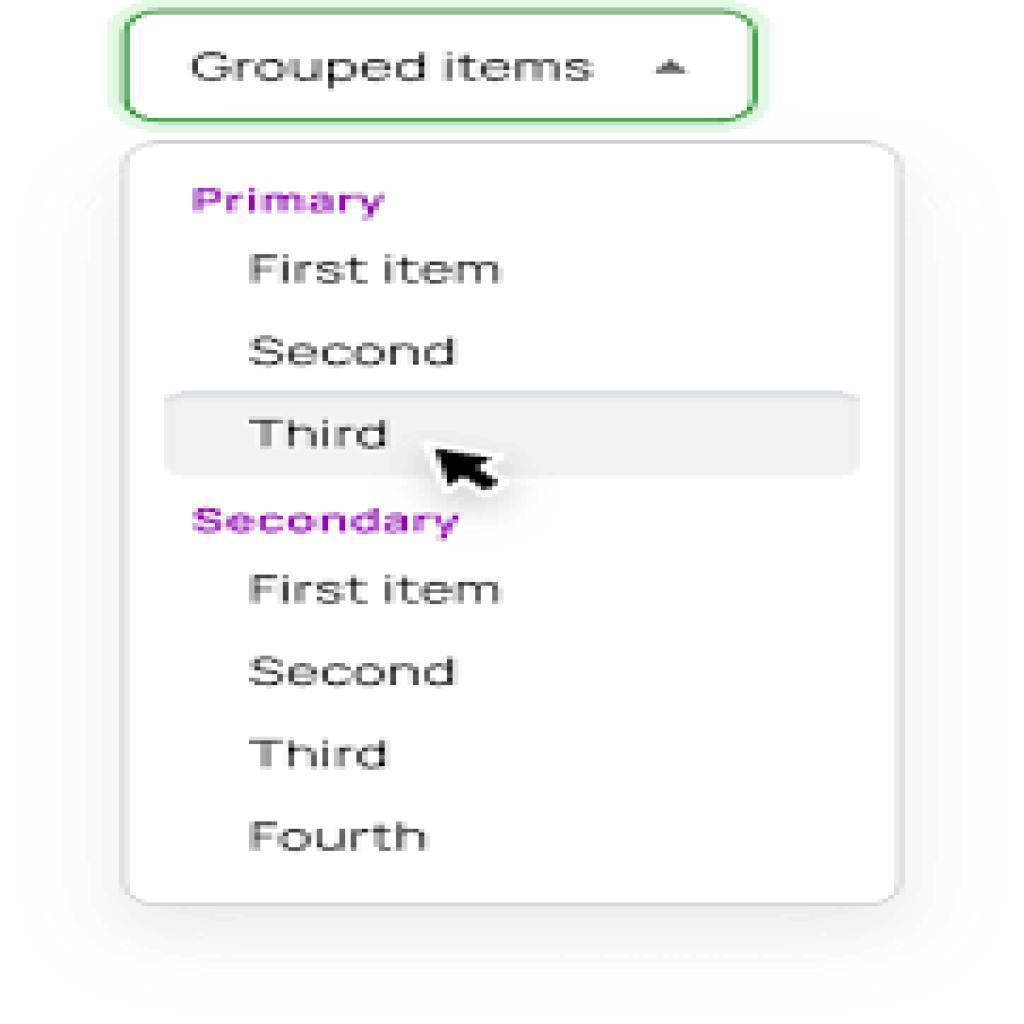 Grouped items
Primary
First item
Second
Third
Secondary
First item
Second
Third
Fourth